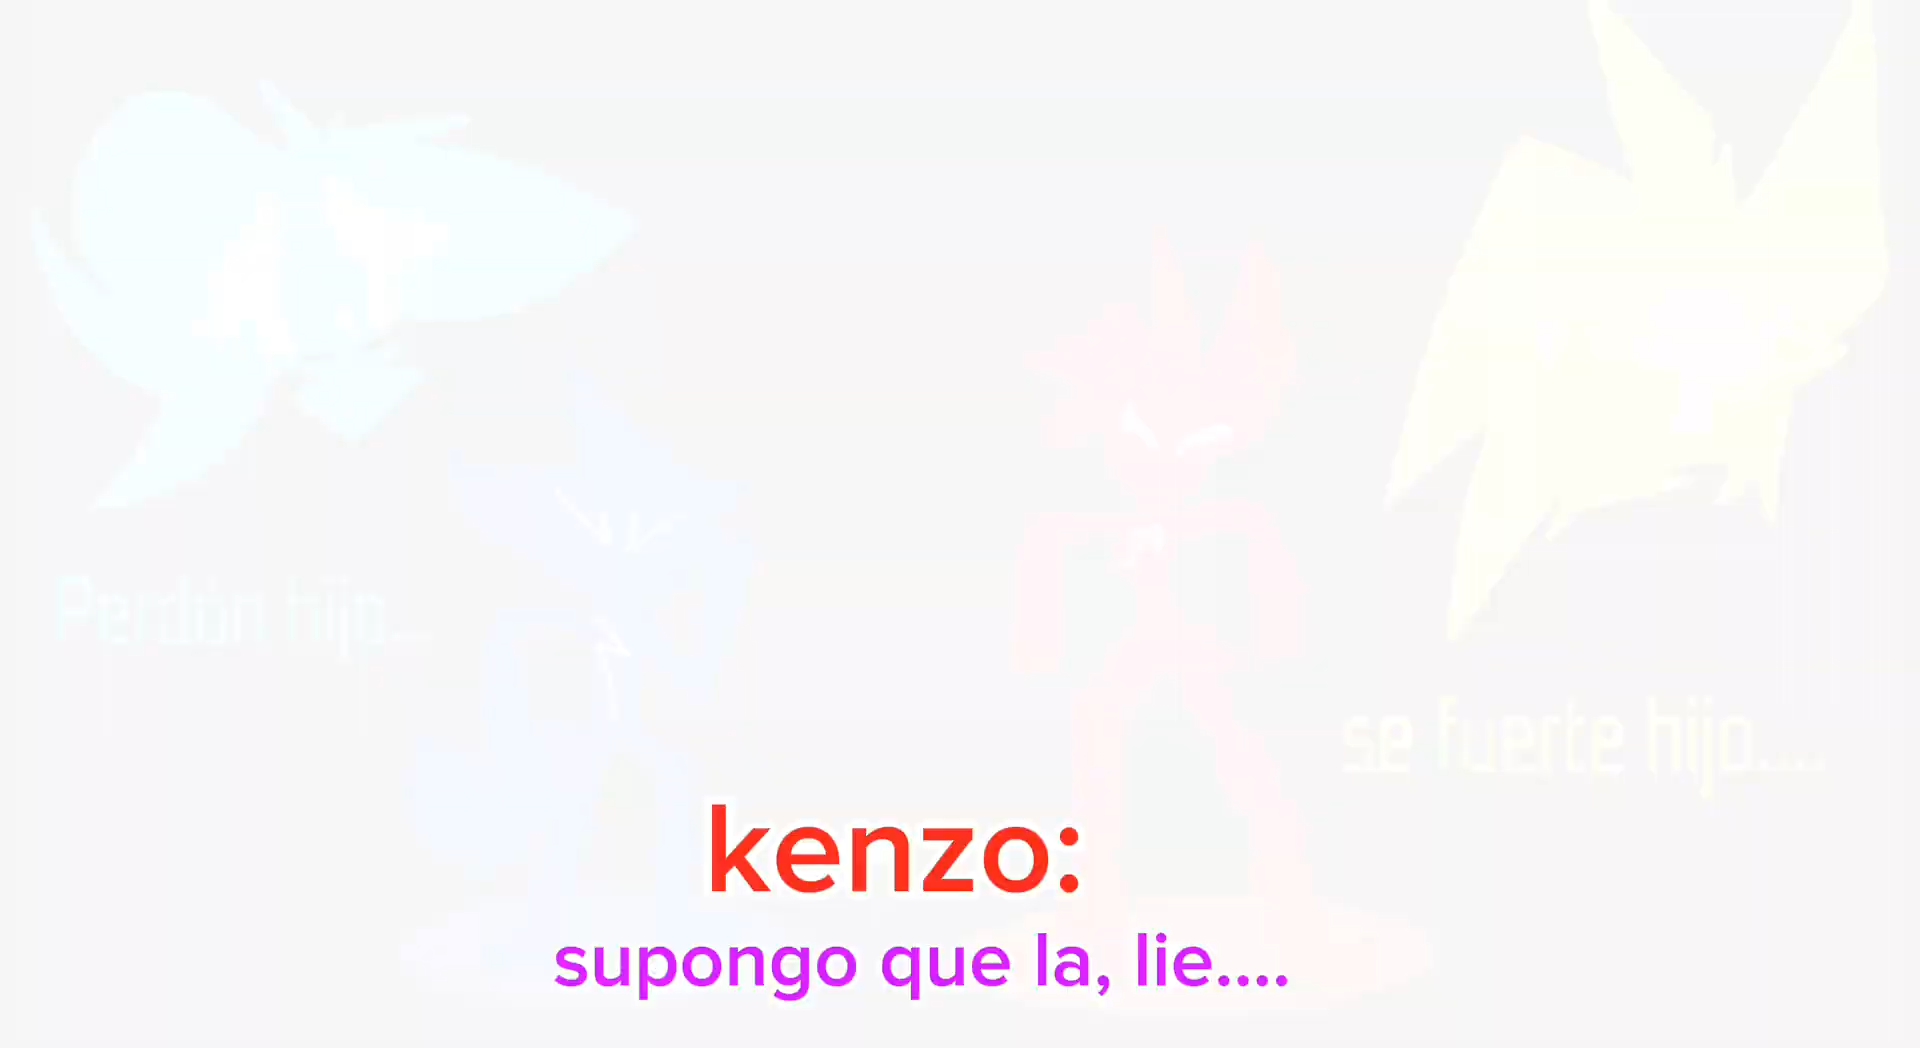 Perdón hijo...
se fuerte hijo....
kenzo:
supongo que la, lie....